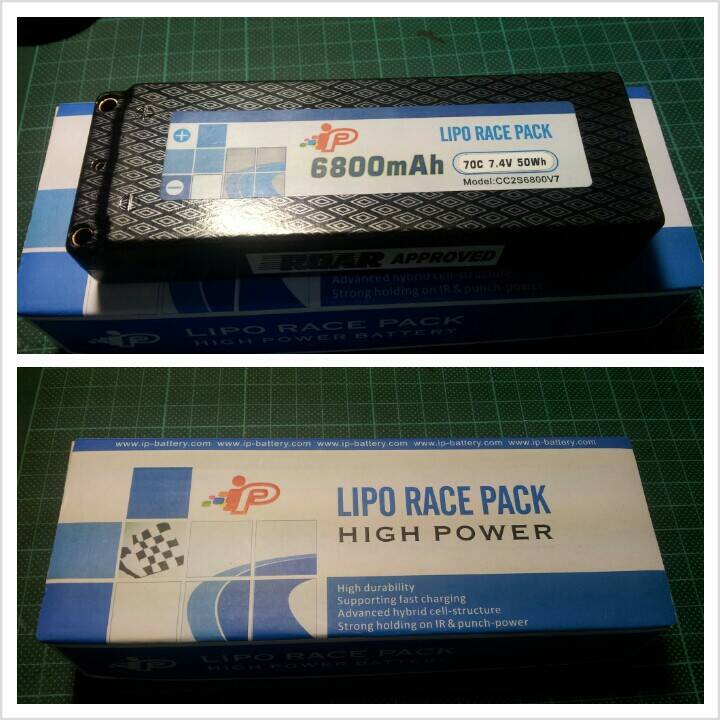 iP
LIPO RACE PACK
6800mAh
70C 7.4V 50Wh
Model:CC2S6800V7
ROAR APPROVED
Advanced hybrid cell-structure
Strong holding on IR & punch-power
iP LIPO RACE PACK
HIGH POWER BATTERY
www.ip-battery.com www.ip-battery.com www.ip-battery.com www.ip-battery.com www.ip-battery.com
iP
LIPO RACE PACK
HIGH POWER
High durability
Supporting fast charging
Advanced hybrid cell-structure
Strong holding on IR & punch-power
iP LIPO RACE PACK
HIGH POWER BATTERY